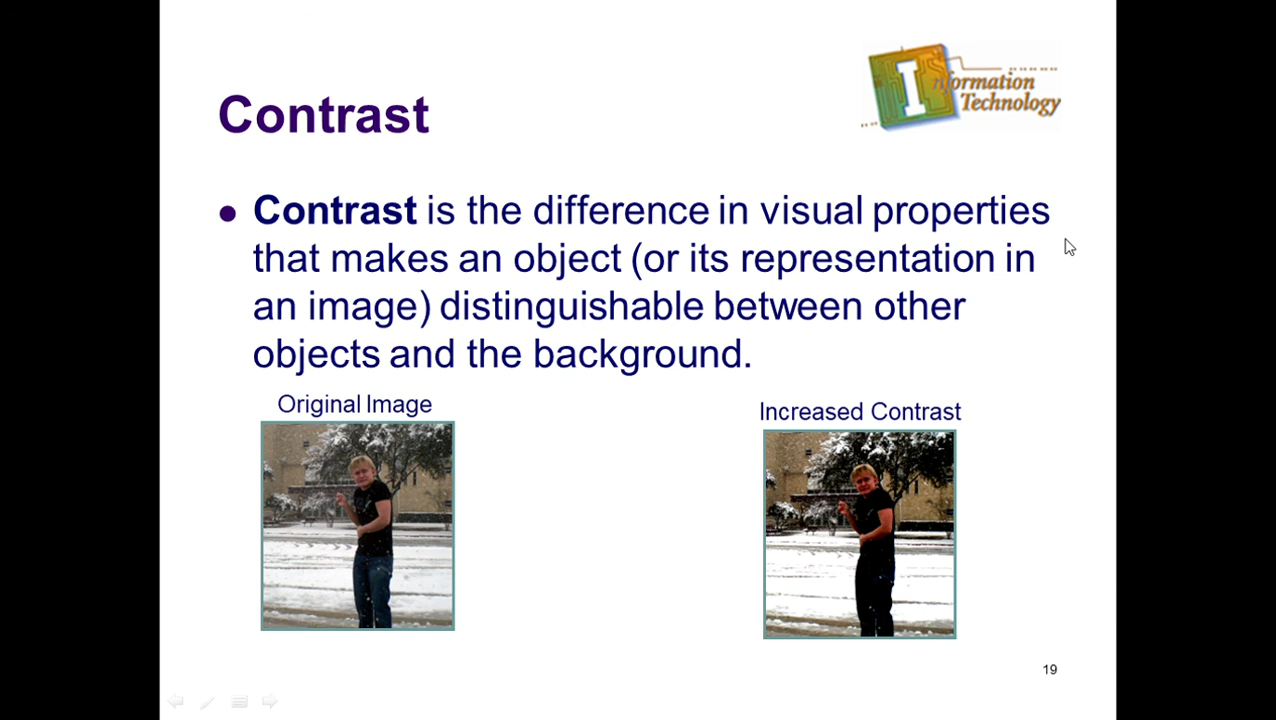 Information
Technology
Contrast
● Contrast is the difference in visual properties
that makes an object (or its representation in
an image) distinguishable between other
objects and the background.
Original Image
Increased Contrast
19